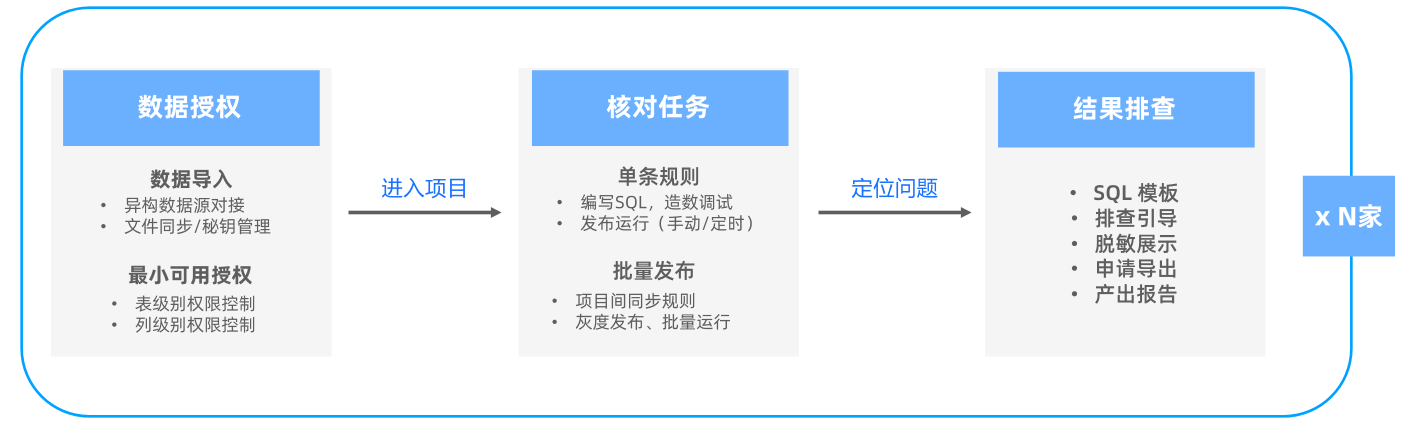 数据授权
数据导入
• 异构数据源对接
• 文件同步/秘钥管理
最小可用授权
• 表级别权限控制
• 列级别权限控制
进入项目
核对任务
单条规则
• 编写SQL，造数调试
• 发布运行（手动/定时）
批量发布
• 项目间同步规则
• 灰度发布、批量运行
定位问题
结果排查
• SQL 模板
• 排查引导
• 脱敏展示
• 申请导出
• 产出报告
x N家